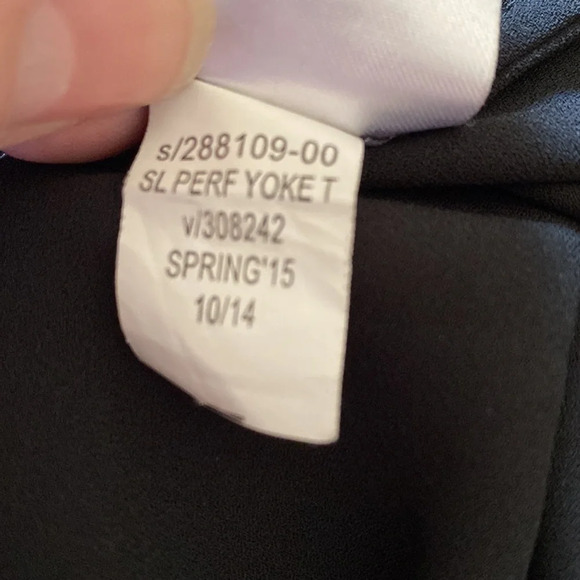 s/288109-00
SL PERF YOKE T
v/308242
SPRING'15
10/14